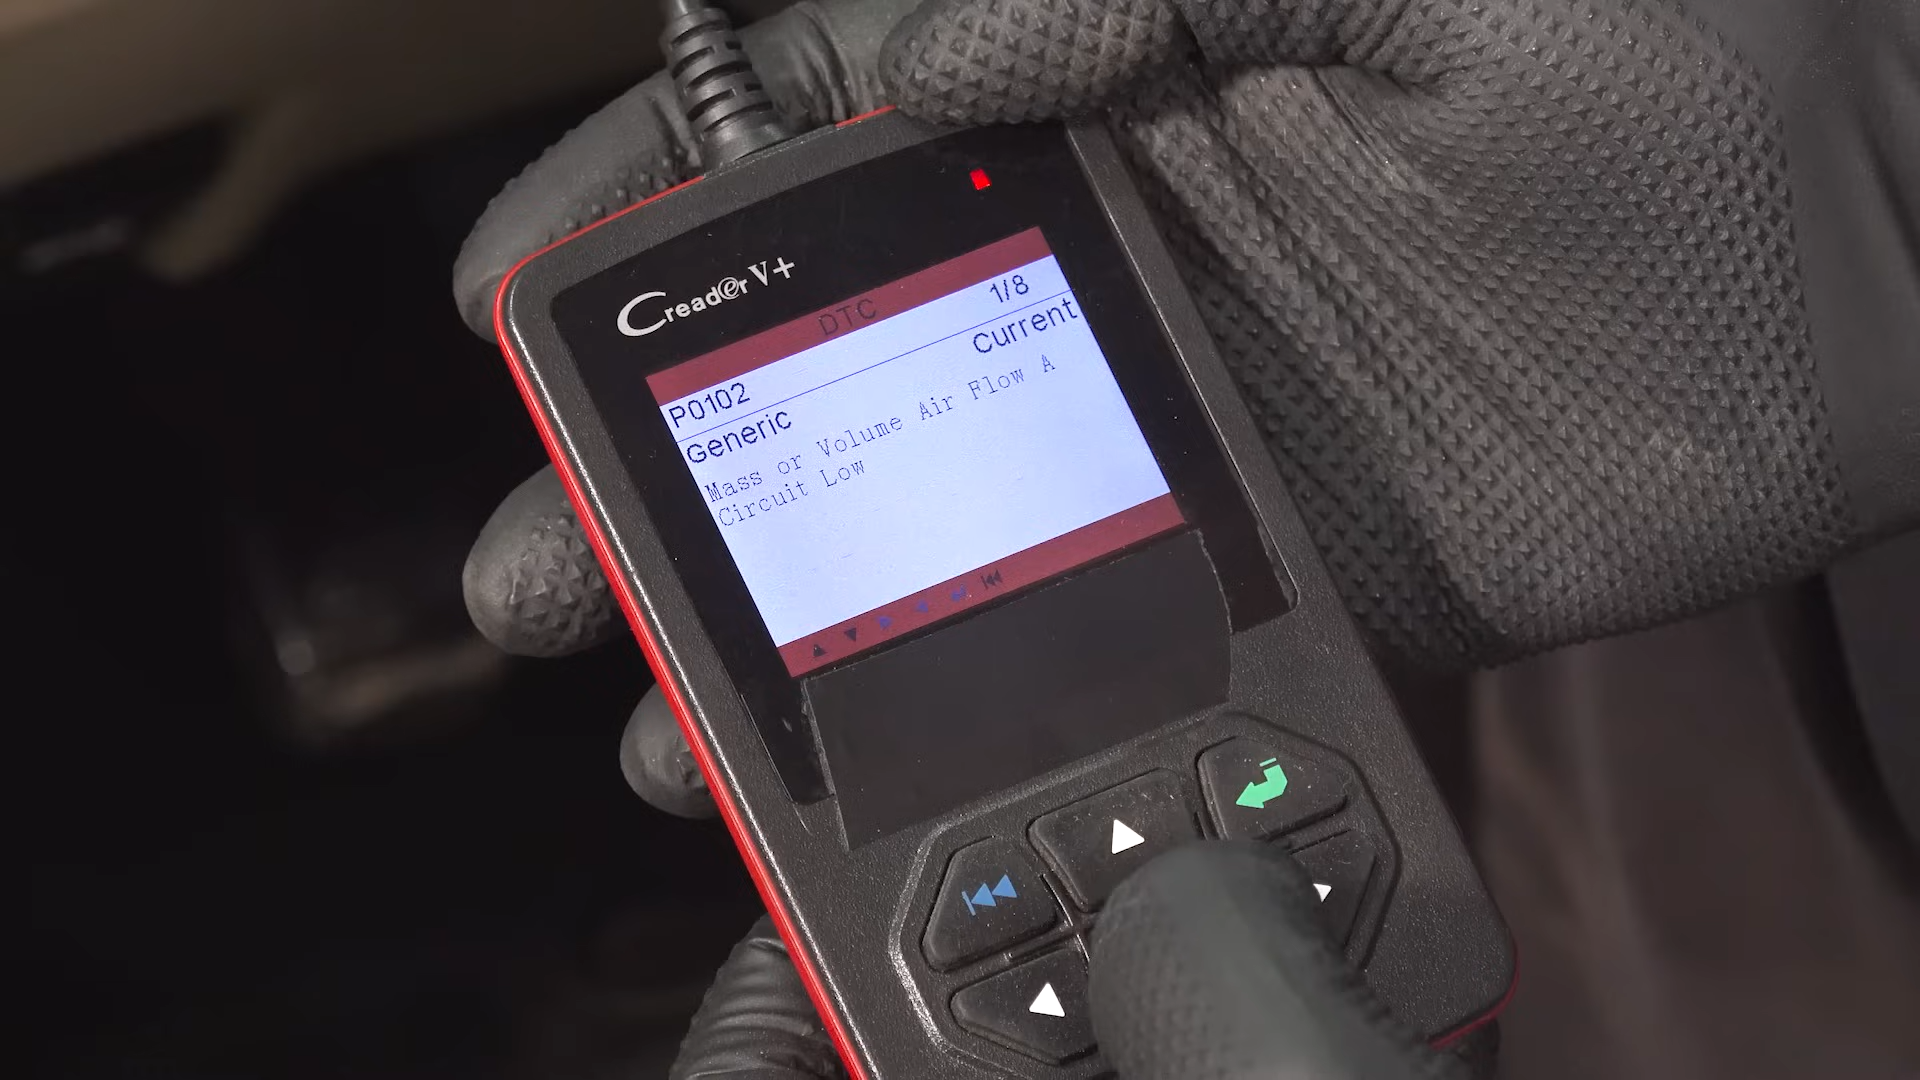 Cread@r V+
DTC
1/8
P0102 Current
Generic
Mass or Volume Air Flow A
Circuit Low